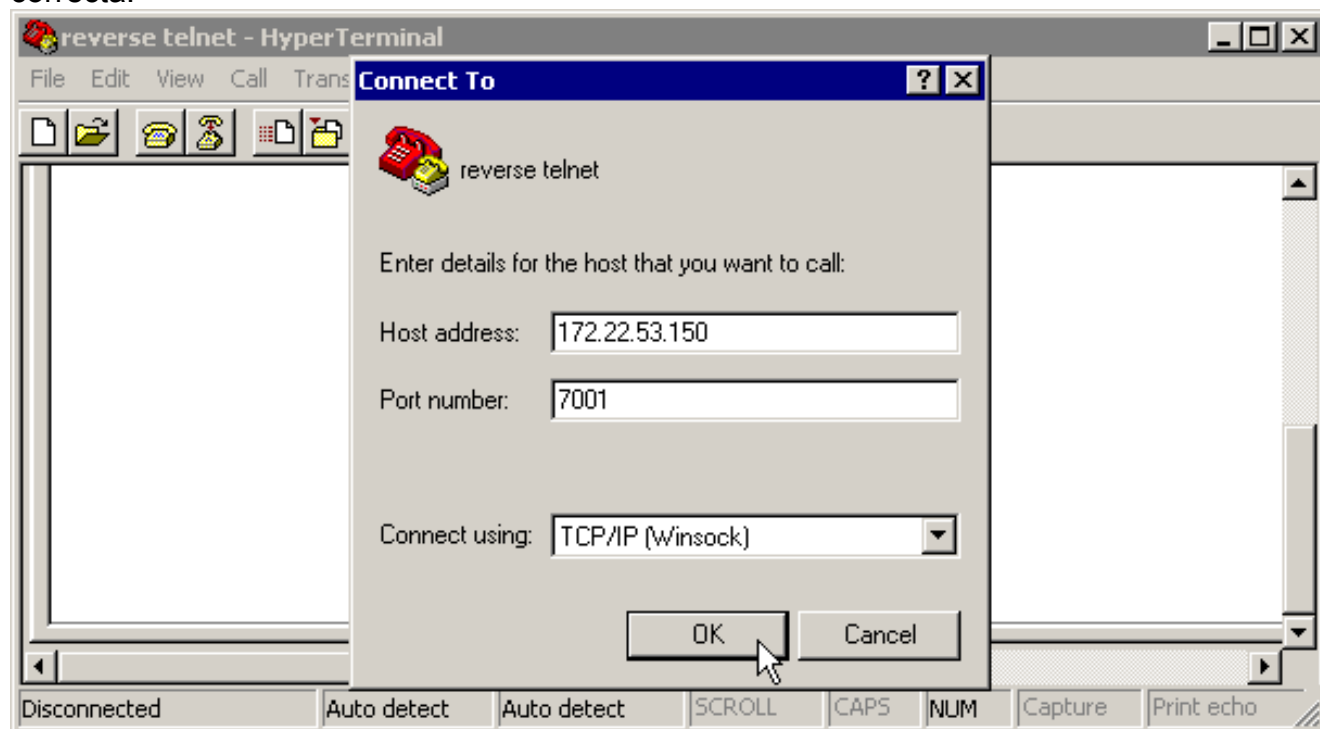 correcta.
reverse telnet - HyperTerminal
File Edit View Call Trans
Connect To
reverse telnet
Enter details for the host that you want to call:
Host address: 172.22.53.150
Port number: 7001
Connect using: TCP/IP (Winsock)
OK Cancel
Disconnected Auto detect Auto detect SCROLL CAPS NUM Capture Print echo